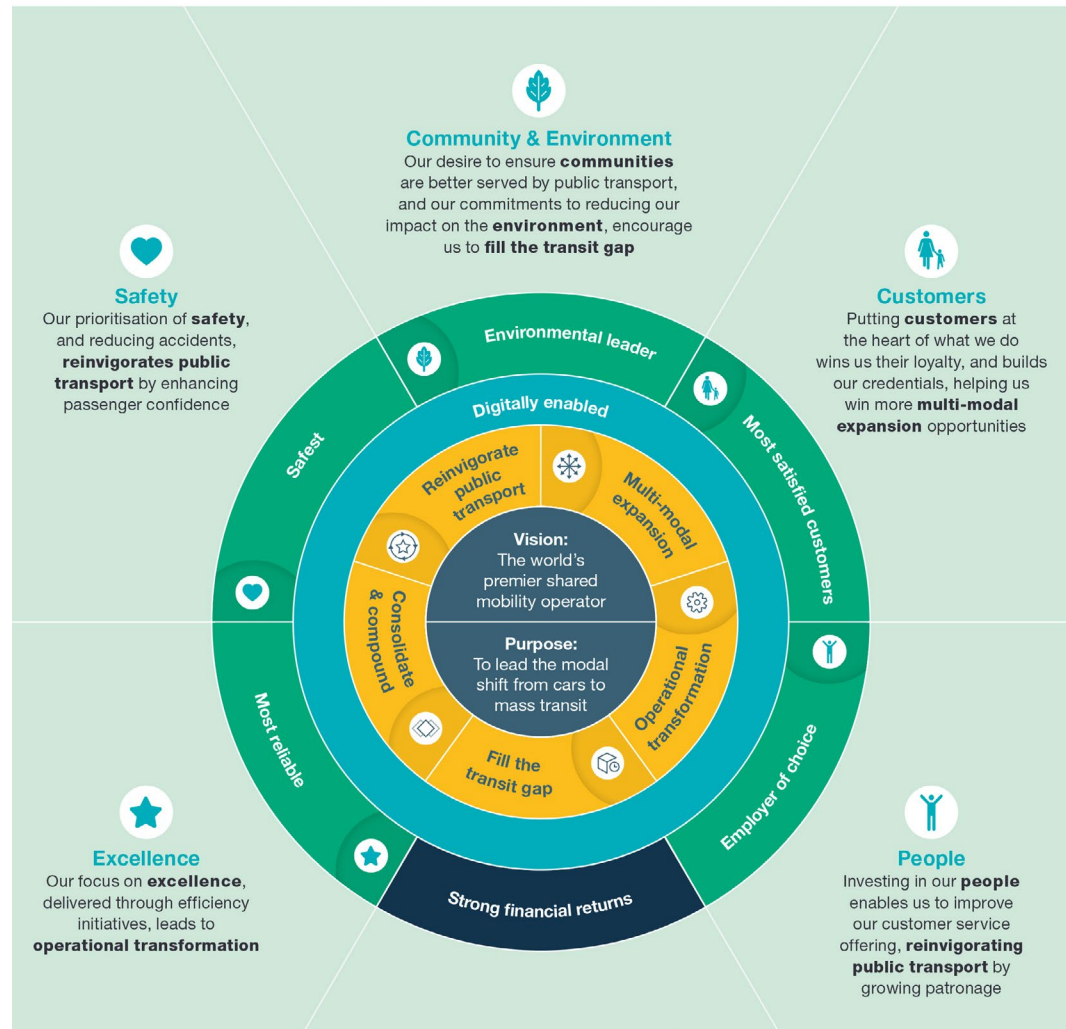 Community & Environment
Our desire to ensure communities
are better served by public transport,
and our commitments to reducing our
impact on the environment, encourage
us to fill the transit gap
Safety
Our prioritisation of safety,
and reducing accidents,
reinvigorates public
transport by enhancing
passenger confidence
Customers
Putting customers at
the heart of what we do
wins us their loyalty, and builds
our credentials, helping us
win more multi-modal
expansion opportunities
Environmental leader
Safest
Most satisfied customers
Digitally enabled
Reinvigorate
public
transport
Multi-modal
expansion
Vision:
The world's
premier shared
mobility operator
Purpose:
To lead the modal
shift from cars to
mass transit
Consolidate
& compound
Operational
transformation
Fill the
transit gap
Most reliable
Employer of choice
Strong financial returns
Excellence
Our focus on excellence,
delivered through efficiency
initiatives, leads to
operational transformation
People
Investing in our people
enables us to improve
our customer service
offering, reinvigorating
public transport by
growing patronage